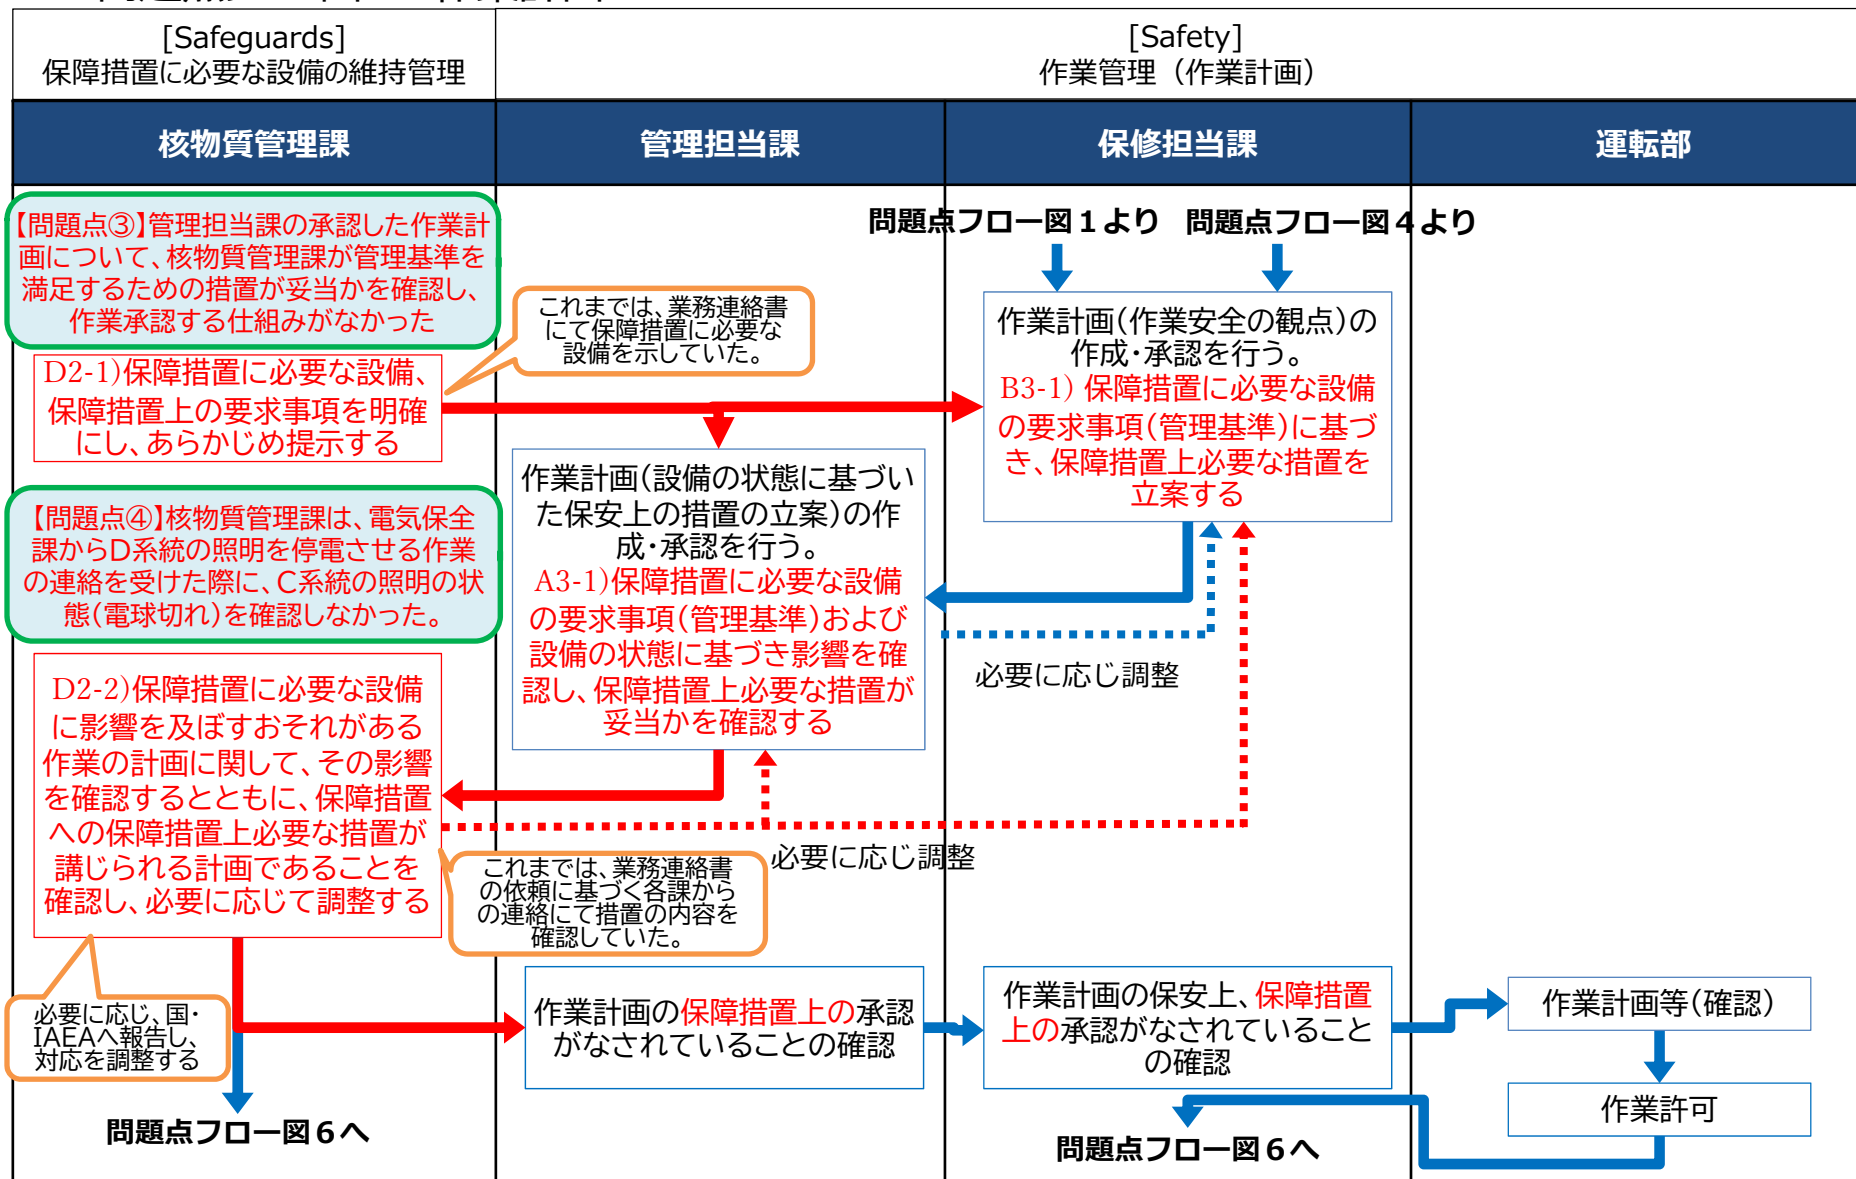 [Safeguards]
保障措置に必要な設備の維持管理
[Safety]
作業管理（作業計画）
核物質管理課
管理担当課
保修担当課
運転部
【問題点③】管理担当課の承認した作業計
画について、核物質管理課が管理基準を
満足するための措置が妥当かを確認し、
作業承認する仕組みがなかった
これまでは、業務連絡書
にて保障措置に必要な
設備を示していた。
D2-1)保障措置に必要な設備、
保障措置上の要求事項を明確
にし、あらかじめ提示する
問題点フロー図１より
問題点フロー図４より
作業計画(作業安全の観点)の
作成・承認を行う。
B3-1) 保障措置に必要な設備
の要求事項(管理基準)に基づ
き、保障措置上必要な措置を
立案する
作業計画(設備の状態に基づい
た保安上の措置の立案)の作
成・承認を行う。
A3-1)保障措置に必要な設備
の要求事項(管理基準)および
設備の状態に基づき影響を確
認し、保障措置上必要な措置が
妥当かを確認する
【問題点④】核物質管理課は、電気保全
課からD系統の照明を停電させる作業
の連絡を受けた際に、C系統の照明の状
態(電球切れ)を確認しなかった。
必要に応じ調整
D2-2)保障措置に必要な設備
に影響を及ぼすおそれがある
作業の計画に関して、その影響
を確認するとともに、保障措置
への保障措置上必要な措置が
講じられる計画であることを
確認し、必要に応じて調整する
必要に応じ調整
これまでは、業務連絡書
の依頼に基づく各課から
の連絡にて措置の内容を
確認していた。
必要に応じ、国・
IAEAへ報告し、
対応を調整する
作業計画の保障措置上の承認
がなされていることの確認
作業計画の保安上、保障措置
上の承認がなされていること
の確認
作業計画等(確認)
作業許可
問題点フロー図６へ
問題点フロー図６へ